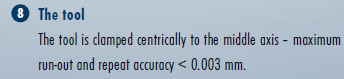 8 The tool
The tool is clamped centrically to the middle axis – maximum
run-out and repeat accuracy < 0.003 mm.